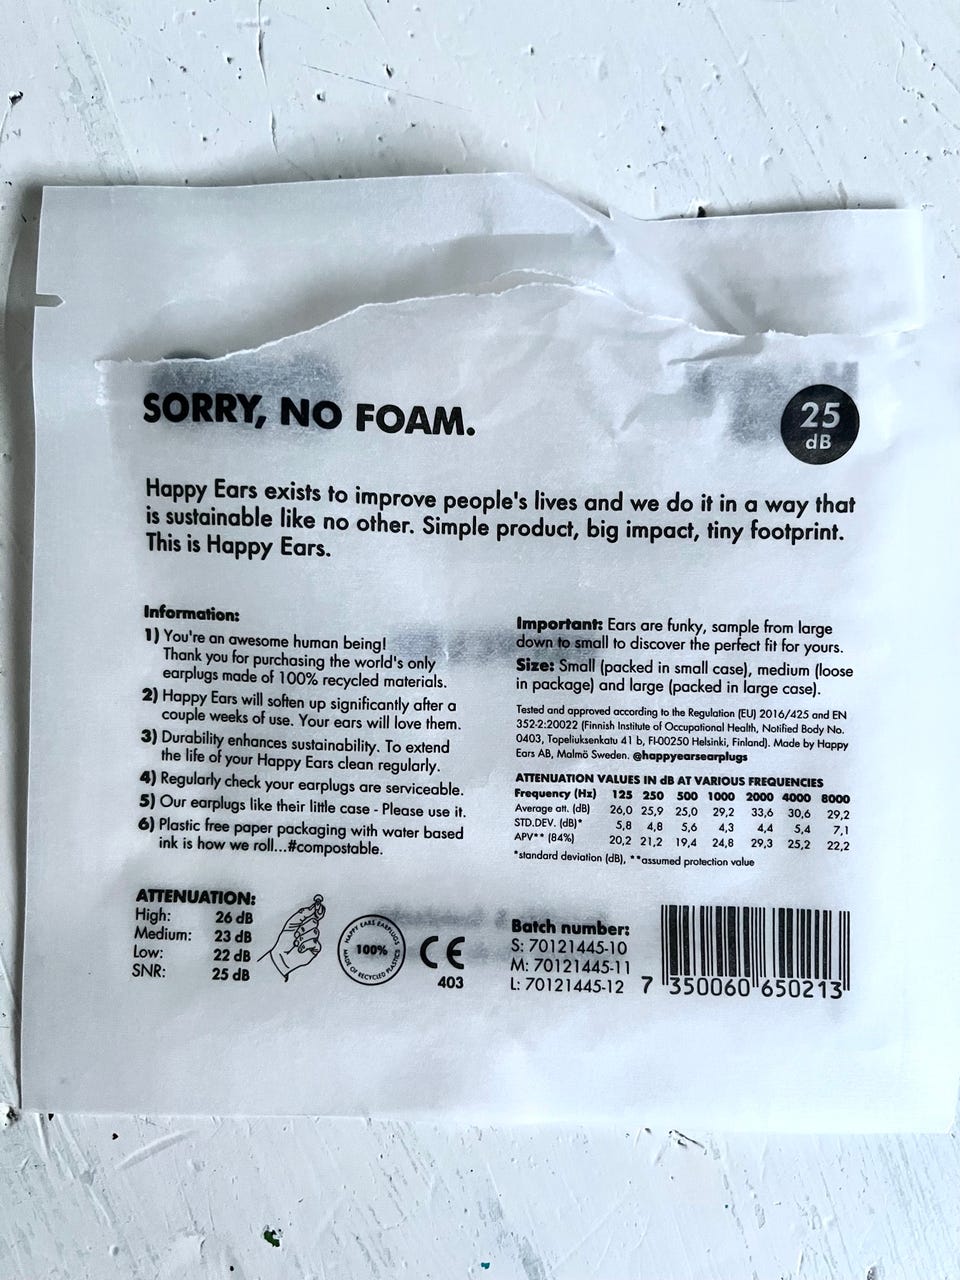 SORRY, NO FOAM.
25
dB
Happy Ears exists to improve people's lives and we do it in a way that
is sustainable like no other. Simple product, big impact, tiny footprint.
This is Happy Ears.
Information:
1) You're an awesome human being!
Thank you for purchasing the world's only
earplugs made of 100% recycled materials.
2) Happy Ears will soften up significantly after a
couple weeks of use. Your ears will love them.
3) Durability enhances sustainability. To extend
the life of your Happy Ears clean regularly.
4) Regularly check your earplugs are serviceable.
5) Our earplugs like their little case - Please use it.
6) Plastic free paper packaging with water based
ink is how we roll...#compostable.
Important: Ears are funky, sample from large
down to small to discover the perfect fit for yours.
Size: Small (packed in small case), medium (loose
in package) and large (packed in large case).
Tested and approved according to the Regulation (EU) 2016/425 and EN
352-2:20022 (Finnish Institute of Occupational Health, Notified Body No.
0403, Topeliuksenkatu 41 b, FI-00250 Helsinki, Finland). Made by Happy
Ears AB, Malmö Sweden. @happyearsearplugs
ATTENUATION VALUES IN dB AT VARIOUS FREQUENCIES
Frequency (Hz) 125 250 500 1000 2000 4000 8000
Average att. (dB) 26,0 25,9 25,0 29,2 33,6 30,6 29,2
STD.DEV. (dB)* 5,8 4,8 5,6 4,3 4,4 5,4 7,1
APV** (84%) 20,2 21,2 19,4 24,8 29,3 25,2 22,2
*standard deviation (dB), **assumed protection value
ATTENUATION:
High: 26 dB
Medium: 23 dB
Low: 22 dB
SNR: 25 dB
HAPPY EARS EARPLUGS
100%
MADE OF RECYCLED PLASTICS
CE
403
Batch number:
S: 70121445-10
M: 70121445-11
L: 70121445-12
7 350060 650213